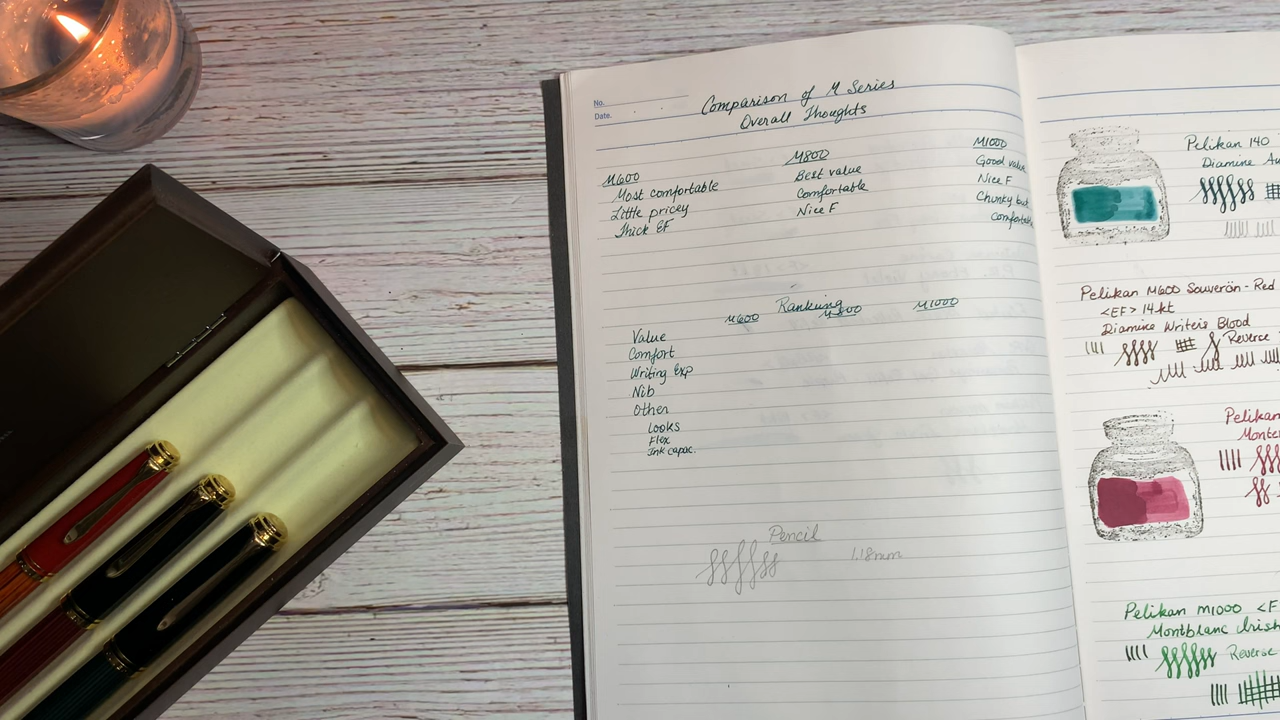 No.
Date.
Comparison of M Series
Overall Thoughts
M600
Most comfortable
Little pricey
Thick EF
M800
Best value
Comfortable
Nice F
M1000
Good value
Nice F
Chunky but
comfortable
Ranking
M600 M800 M1000
Value
Comfort
Writing Exp
Nib
Other
Looks
Flex
Ink capac.
Pencil
1.18mm
Pelikan 140
Diamine
Pelikan M600 Souverän - Red
<EF> 14kt
Diamine Writer's Blood
Reverse
Pelikan
M1000 <F
Pelikan
Montblanc Irish
Reverse